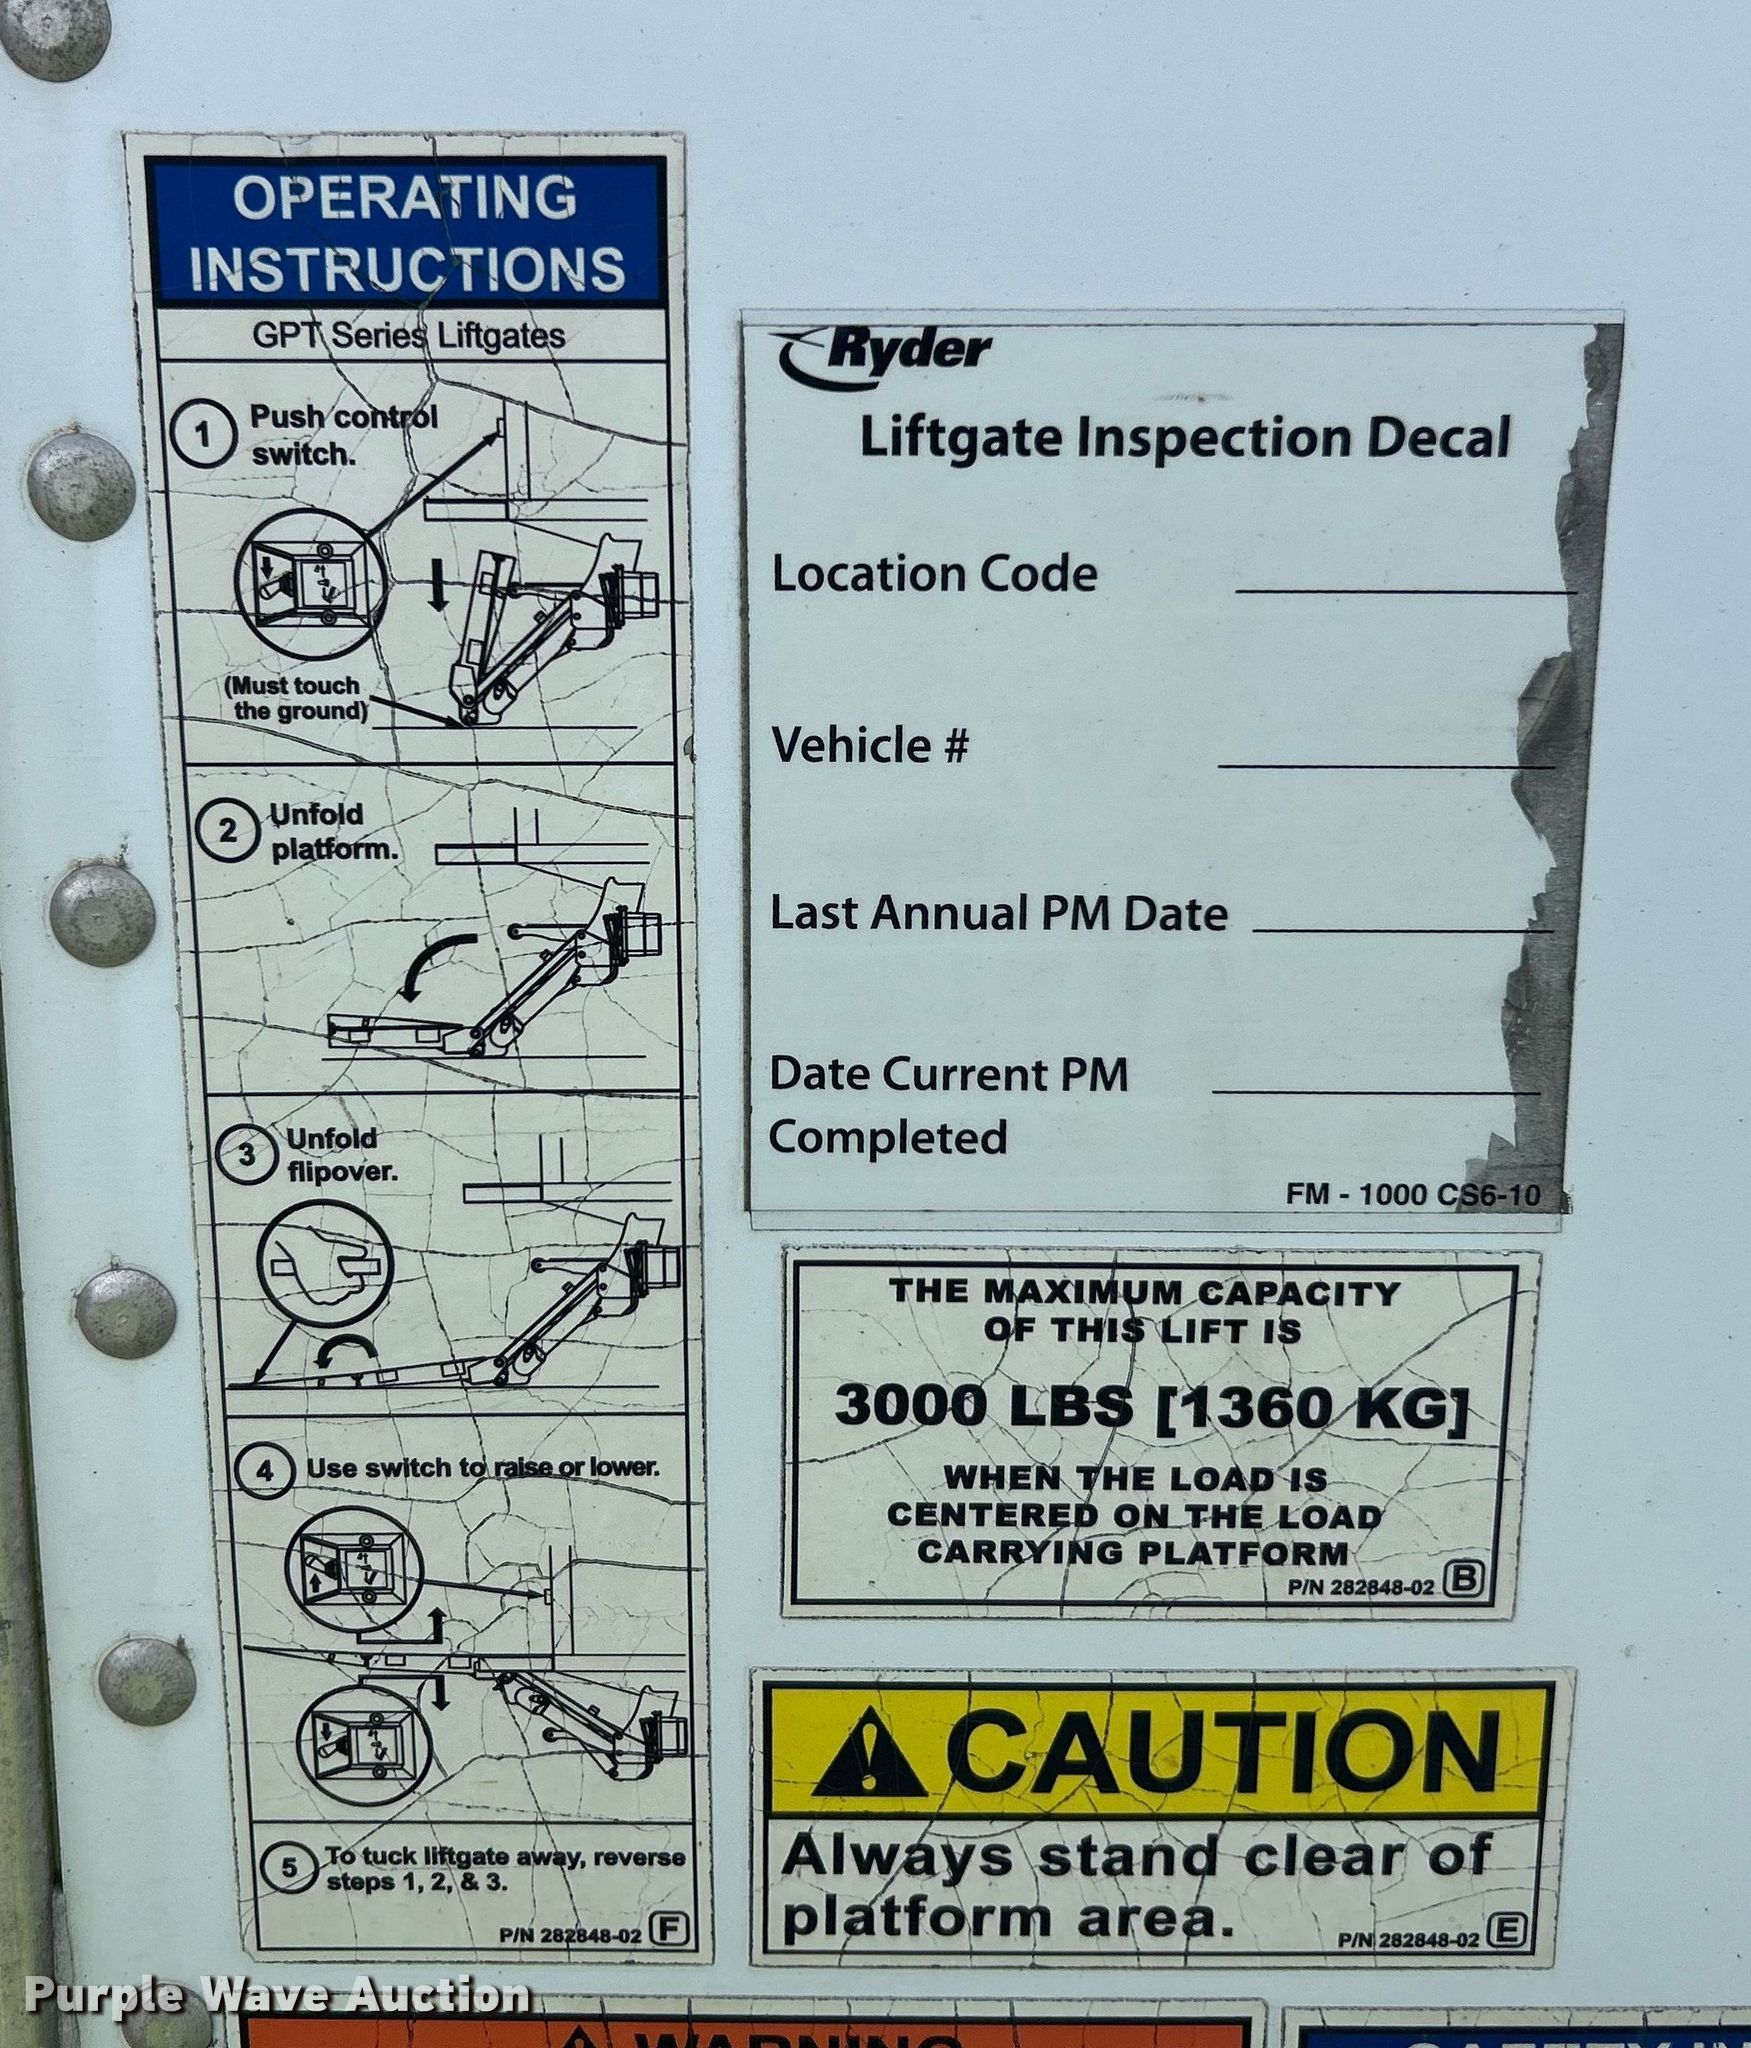 OPERATING
INSTRUCTIONS
GPT Series Liftgates
1
Push control
switch.
(Must touch
the ground)
2
Unfold
platform.
3
Unfold
flipover.
4
Use switch to raise or lower.
5
To tuck liftgate away, reverse
steps 1, 2, & 3.
P/N 282848-02 F
Ryder
Liftgate Inspection Decal
Location Code
Vehicle #
Last Annual PM Date
Date Current PM
Completed
FM - 1000 CS6-10
THE MAXIMUM CAPACITY
OF THIS LIFT IS
3000 LBS [1360 KG]
WHEN THE LOAD IS
CENTERED ON THE LOAD
CARRYING PLATFORM
P/N 282848-02 B
CAUTION
Always stand clear of
platform area.
P/N 282848-02 E
Purple Wave Auction
WARNING
SAFETY IN